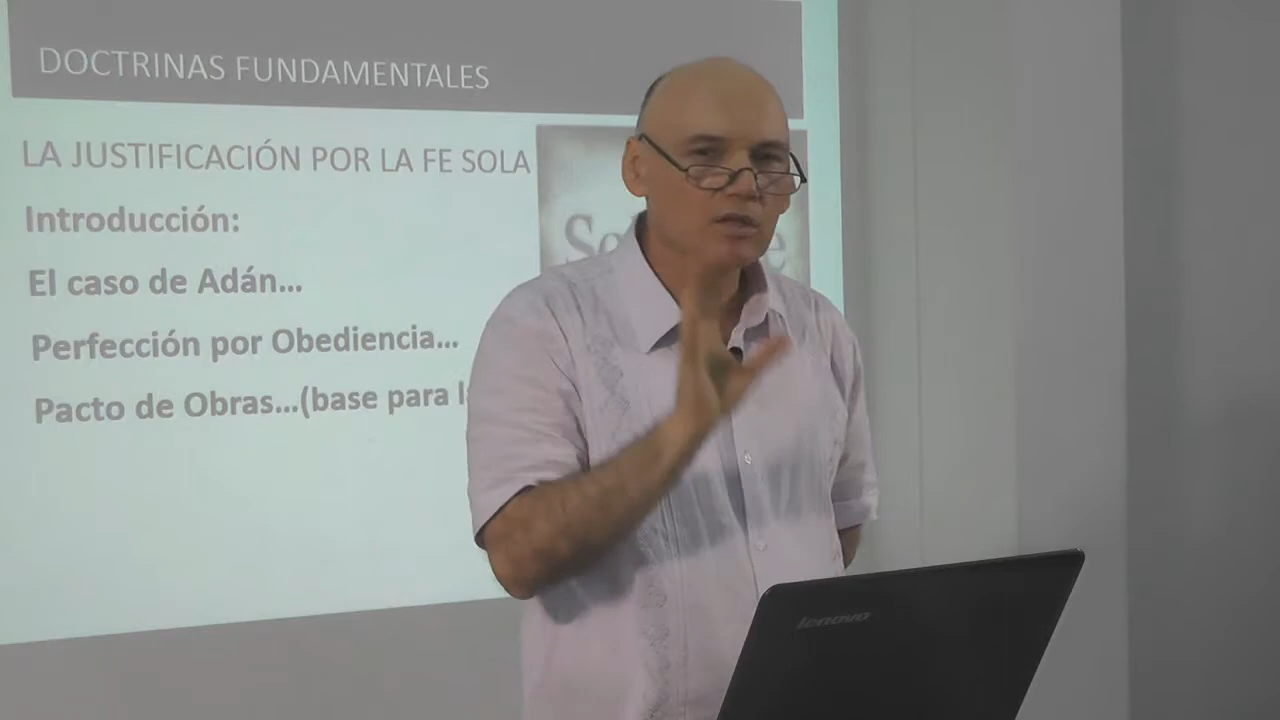 DOCTRINAS FUNDAMENTALES
LA JUSTIFICACIÓN POR LA FE SOLA
Introducción:
El caso de Adán...
Perfección por Obediencia...
Pacto de Obras...(base para
lenovo